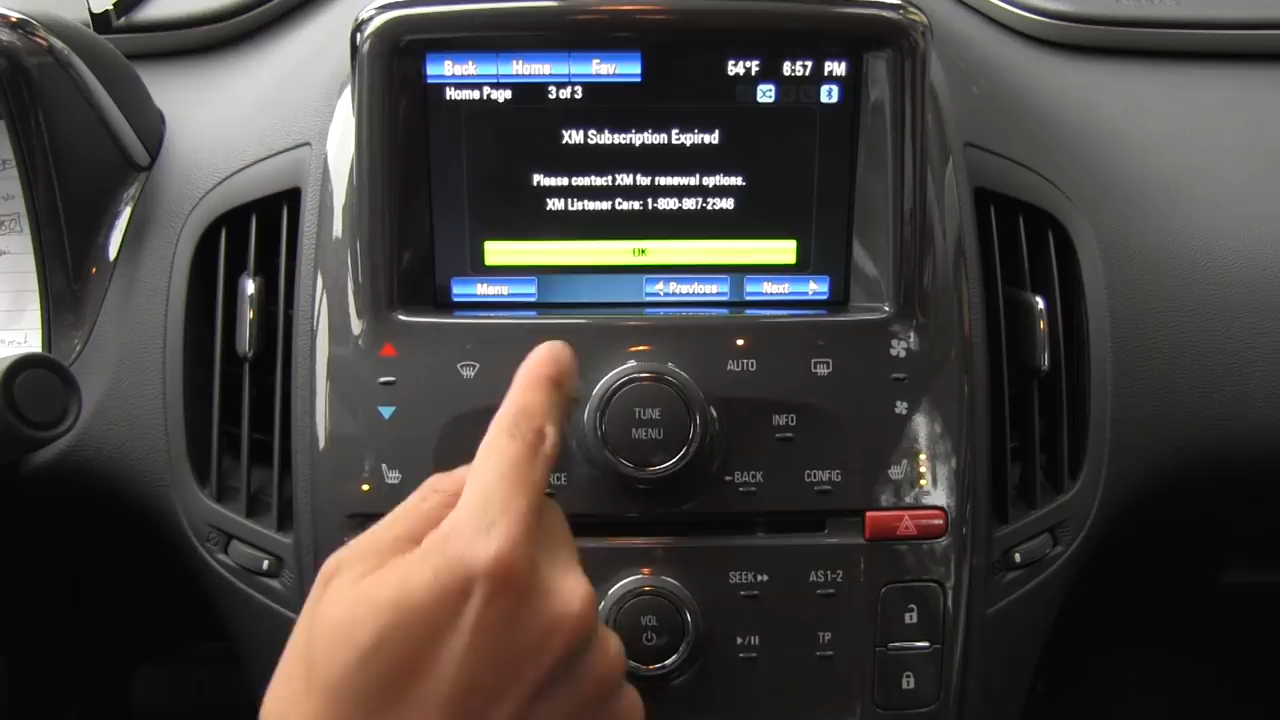 Back Home Fav 54°F 6:57 PM
Home Page 3 of 3
XM Subscription Expired
Please contact XM for renewal options.
XM Listener Care: 1-800-967-2346
OK
Menu Previous Next
AUTO
TUNE
MENU
INFO
RCE
BACK
CONFIG
SEEK
AS 1-2
VOL
TP